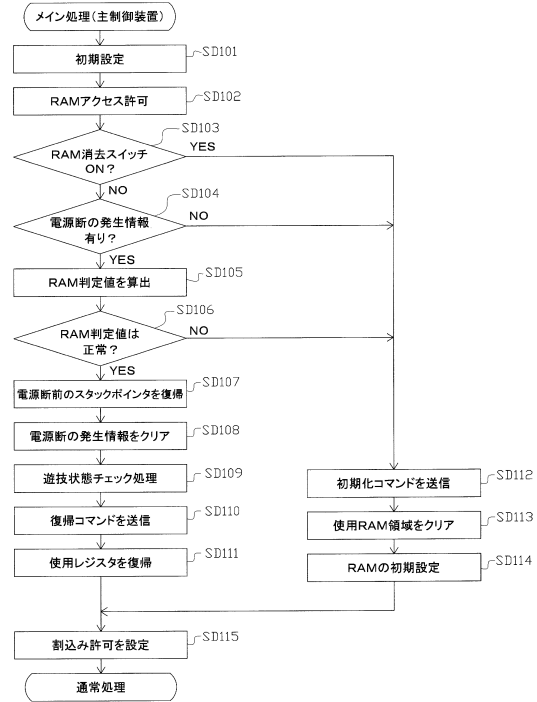 メイン処理(主制御装置)
初期設定
SD101
RAMアクセス許可
SD102
RAM消去スイッチ
ON?
SD103
YES
NO
電源断の発生情報
有り?
SD104
NO
YES
RAM判定値を算出
SD105
RAM判定値は
正常?
SD106
NO
YES
電源断前のスタックポインタを復帰
SD107
電源断の発生情報をクリア
SD108
遊技状態チェック処理
SD109
復帰コマンドを送信
SD110
使用レジスタを復帰
SD111
初期化コマンドを送信
SD112
使用RAM領域をクリア
SD113
RAMの初期設定
SD114
割込み許可を設定
SD115
通常処理